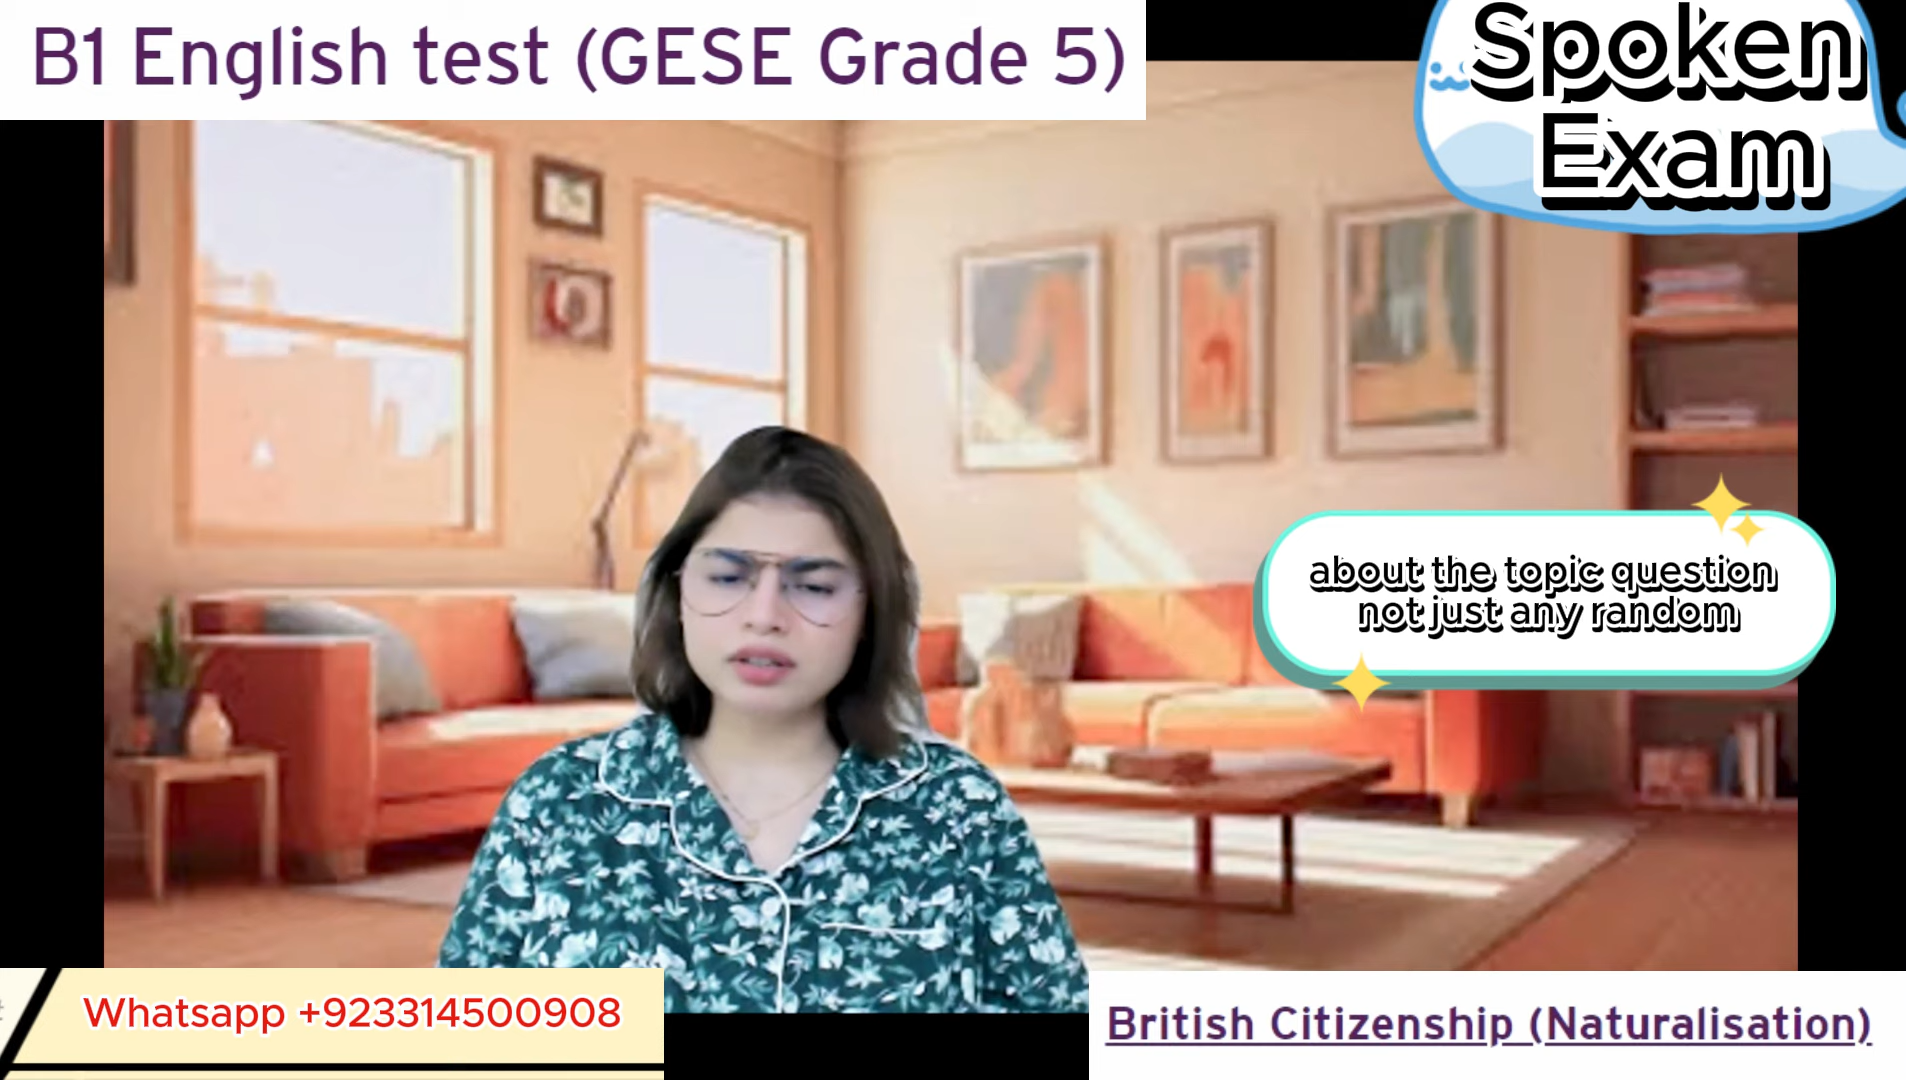 B1 English test (GESE Grade 5)
Spoken
Exam
about the topic question
not just any random
Whatsapp +923314500908
British Citizenship (Naturalisation)